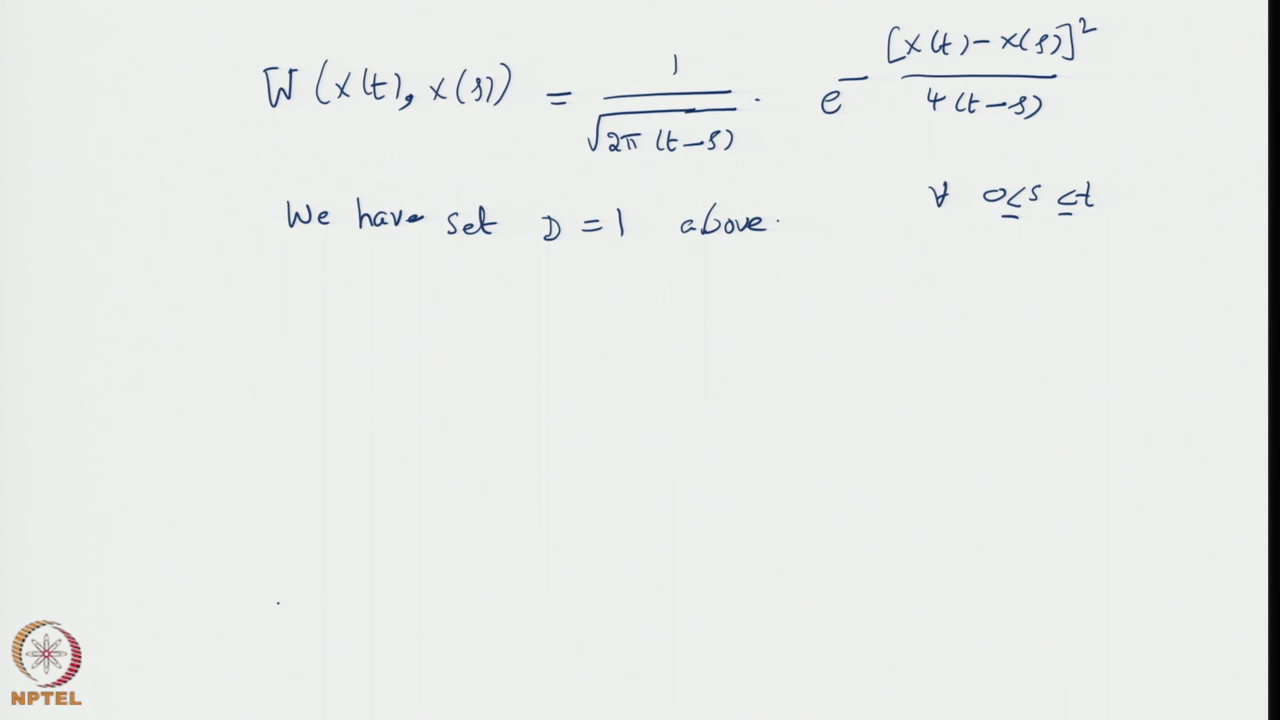 W (x(t), x(s)) = 1 / √2π (t-s) · e^- [x(t) - x(s)]² / 4(t-s)
∀ 0≤s ≤t
We have set D = 1 above.
NPTEL